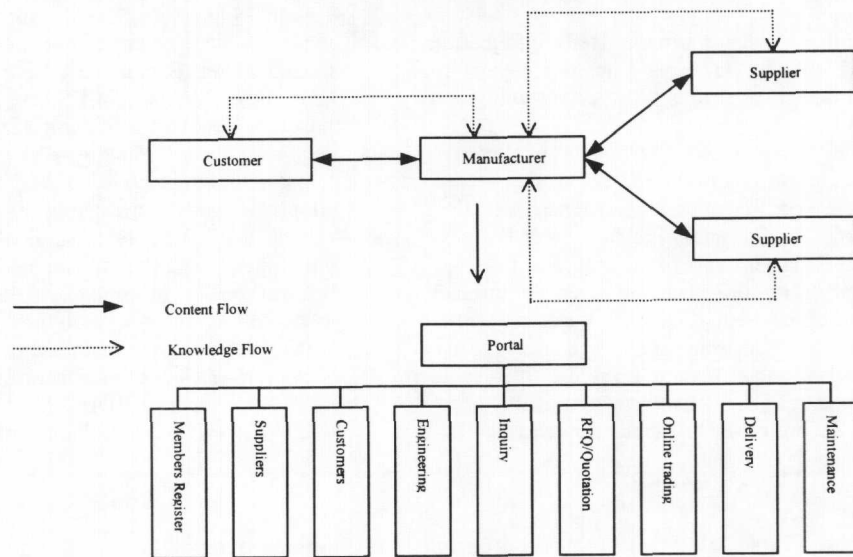 Supplier
Customer
Manufacturer
Supplier
Content Flow
Knowledge Flow
Portal
Members Register
Suppliers
Customers
Engineering
Inquiry
RFQ/Quotation
Online trading
Delivery
Maintenance